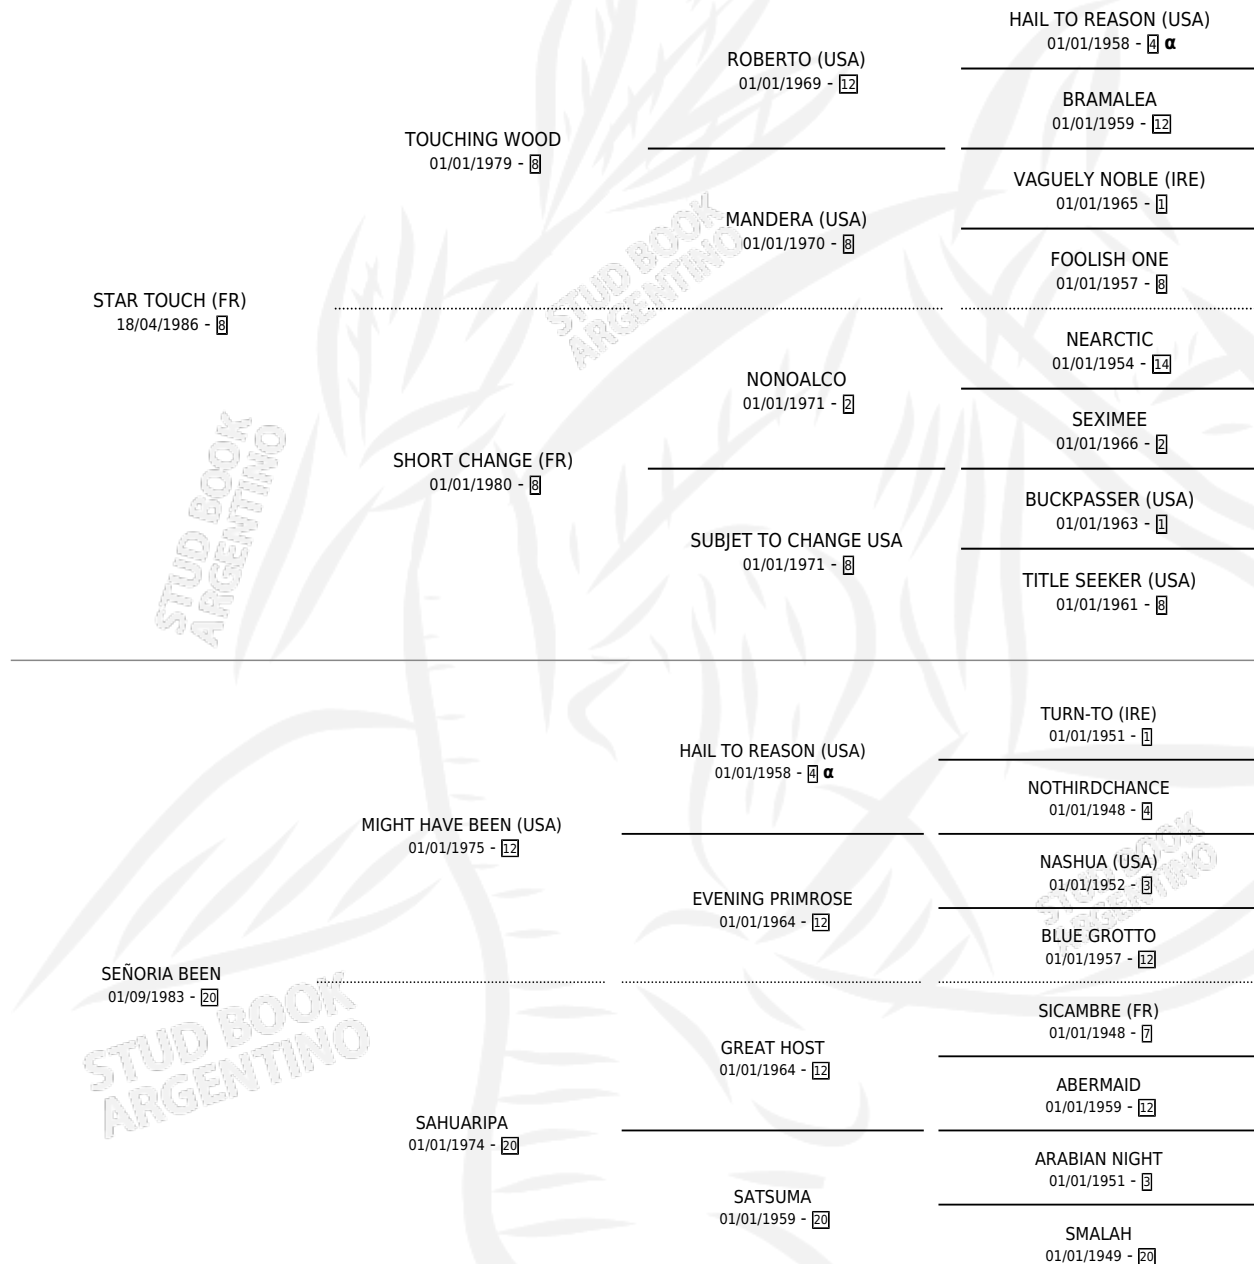 HAIL TO REASON (USA)
01/01/1958 - 4 α
ROBERTO (USA)
01/01/1969 - 12
BRAMALEA
01/01/1959 - 12
TOUCHING WOOD
01/01/1979 - 8
VAGUELY NOBLE (IRE)
01/01/1965 - 1
MANDERA (USA)
01/01/1970 - 8
FOOLISH ONE
01/01/1957 - 8
STAR TOUCH (FR)
18/04/1986 - 8
NEARCTIC
01/01/1954 - 14
NONOALCO
01/01/1971 - 2
SEXIMEE
01/01/1966 - 2
SHORT CHANGE (FR)
01/01/1980 - 8
BUCKPASSER (USA)
01/01/1963 - 1
SUBJET TO CHANGE USA
01/01/1971 - 8
TITLE SEEKER (USA)
01/01/1961 - 8
TURN-TO (IRE)
01/01/1951 - 1
HAIL TO REASON (USA)
01/01/1958 - 4 α
NOTHIRDCHANCE
01/01/1948 - 4
MIGHT HAVE BEEN (USA)
01/01/1975 - 12
NASHUA (USA)
01/01/1952 - 3
EVENING PRIMROSE
01/01/1964 - 12
BLUE GROTTO
01/01/1957 - 12
SEÑORIA BEEN
01/09/1983 - 20
SICAMBRE (FR)
01/01/1948 - 7
GREAT HOST
01/01/1964 - 12
ABERMAID
01/01/1959 - 12
SAHUARIPA
01/01/1974 - 20
ARABIAN NIGHT
01/01/1951 - 3
SATSUMA
01/01/1959 - 20
SMALAH
01/01/1949 - 20
STUD BOOK
ARGENTINO
STUD BOOK
ARGENTINO
STUD BOOK
ARGENTINO
STUD BOOK
ARGENTINO